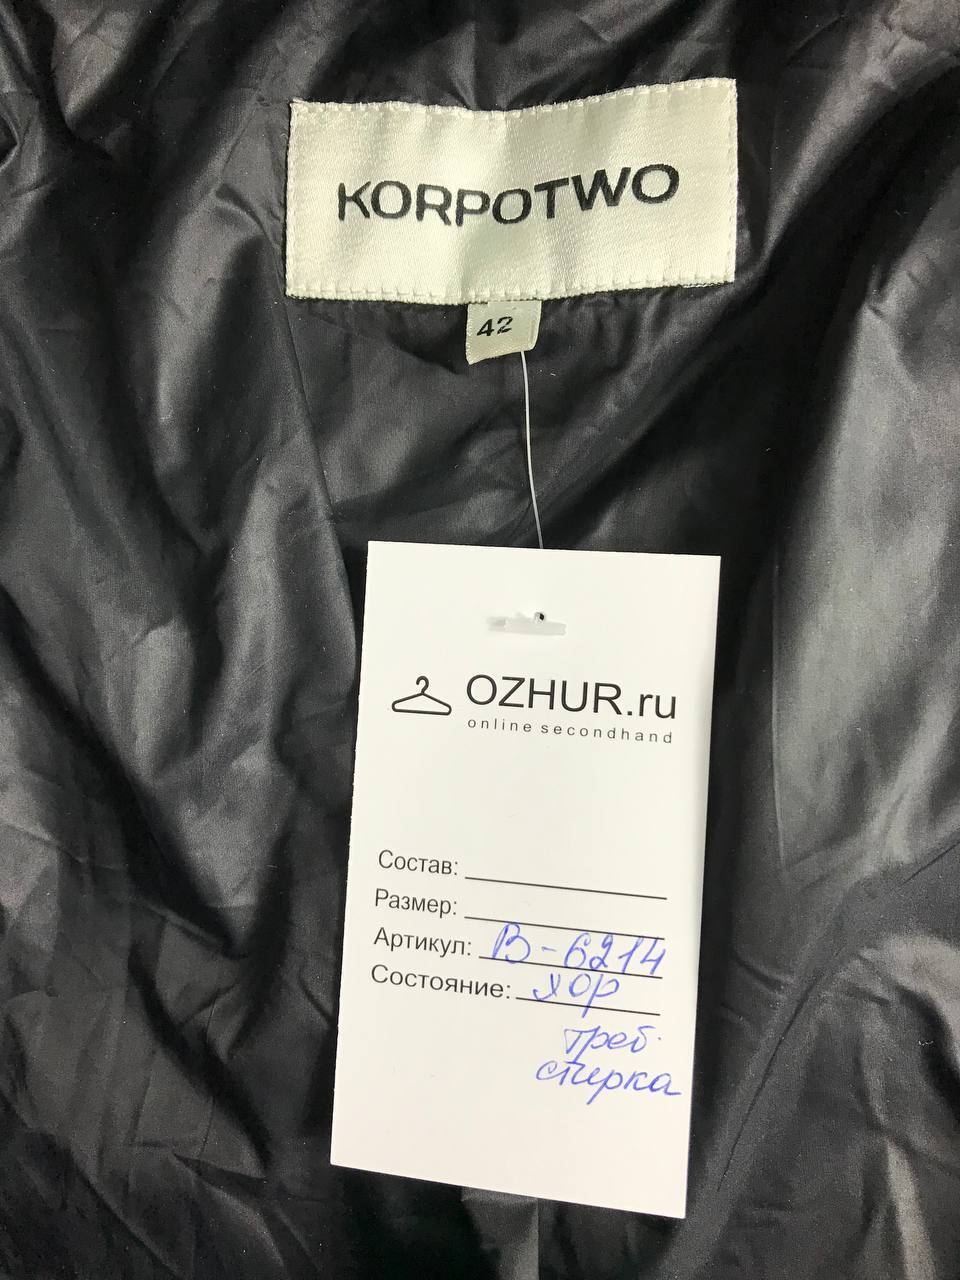 KORPOTWO
42
OZHUR.ru
online secondhand
Состав:
Размер:
Артикул: В-6214
Состояние: хор
треб.
стирка